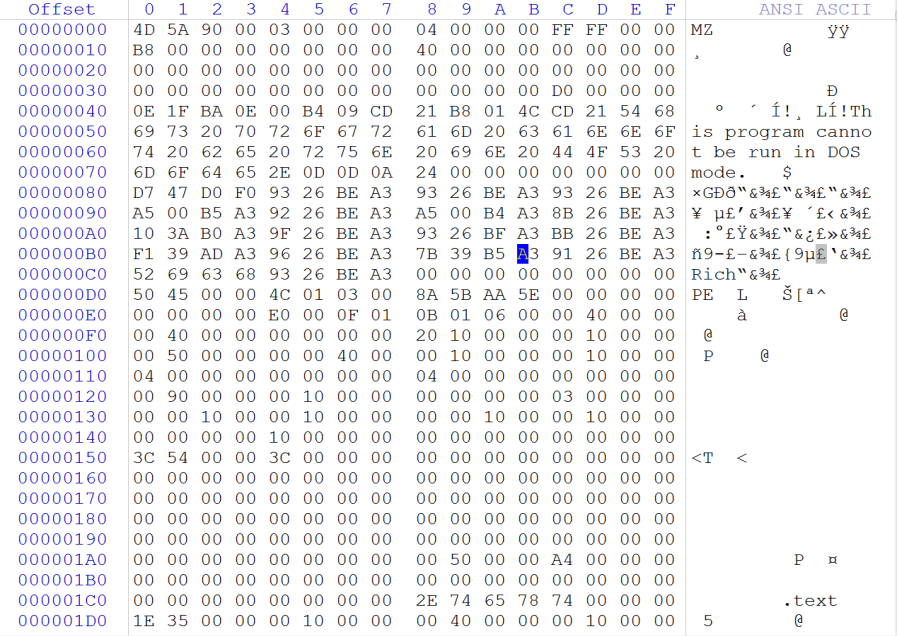 Offset 0 1 2 3 4 5 6 7 8 9 A B C D E F ANSI ASCII
00000000 4D 5A 90 00 03 00 00 00 04 00 00 00 FF FF 00 00 MZ ÿÿ
00000010 B8 00 00 00 00 00 00 00 40 00 00 00 00 00 00 00 ¸ @
00000020 00 00 00 00 00 00 00 00 00 00 00 00 00 00 00 00
00000030 00 00 00 00 00 00 00 00 00 00 00 00 D0 00 00 00 Ð
00000040 0E 1F BA 0E 00 B4 09 CD 21 B8 01 4C CD 21 54 68 º ´ Í!¸ LÍ!Th
00000050 69 73 20 70 72 6F 67 72 61 6D 20 63 61 6E 6E 6F is program canno
00000060 74 20 62 65 20 72 75 6E 20 69 6E 20 44 4F 53 20 t be run in DOS
00000070 6D 6F 64 65 2E 0D 0D 0A 24 00 00 00 00 00 00 00 mode. $
00000080 D7 47 D0 F0 93 26 BE A3 93 26 BE A3 93 26 BE A3 ×GÐð“&¾£“&¾£“&¾£
00000090 A5 00 B5 A3 92 26 BE A3 A5 00 B4 A3 8B 26 BE A3 ¥ µ£’&¾£¥ ´£‹&¾£
000000A0 10 3A B0 A3 9F 26 BE A3 93 26 BF A3 BB 26 BE A3 :°£Ÿ&¾£“&¿£»&¾£
000000B0 F1 39 AD A3 96 26 BE A3 7B 39 B5 A3 91 26 BE A3 ñ9-£–&¾£{9µ£‘&¾£
000000C0 52 69 63 68 93 26 BE A3 00 00 00 00 00 00 00 00 Rich“&¾£
000000D0 50 45 00 00 4C 01 03 00 8A 5B AA 5E 00 00 00 00 PE L Š[ª^
000000E0 00 00 00 00 E0 00 0F 01 0B 01 06 00 00 40 00 00 à @
000000F0 00 40 00 00 00 00 00 00 20 10 00 00 00 10 00 00 @
00000100 00 50 00 00 00 00 40 00 00 10 00 00 00 10 00 00 P @
00000110 04 00 00 00 00 00 00 00 04 00 00 00 00 00 00 00
00000120 00 90 00 00 00 10 00 00 00 00 00 00 03 00 00 00
00000130 00 00 10 00 00 10 00 00 00 00 10 00 00 10 00 00
00000140 00 00 00 00 10 00 00 00 00 00 00 00 00 00 00 00
00000150 3C 54 00 00 3C 00 00 00 00 00 00 00 00 00 00 00 <T <
00000160 00 00 00 00 00 00 00 00 00 00 00 00 00 00 00 00
00000170 00 00 00 00 00 00 00 00 00 00 00 00 00 00 00 00
00000180 00 00 00 00 00 00 00 00 00 00 00 00 00 00 00 00
00000190 00 00 00 00 00 00 00 00 00 00 00 00 00 00 00 00
000001A0 00 00 00 00 00 00 00 00 00 50 00 00 A4 00 00 00 P ¤
000001B0 00 00 00 00 00 00 00 00 00 00 00 00 00 00 00 00
000001C0 00 00 00 00 00 00 00 00 2E 74 65 78 74 00 00 00 .text
000001D0 1E 35 00 00 00 10 00 00 00 40 00 00 00 10 00 00 5 @